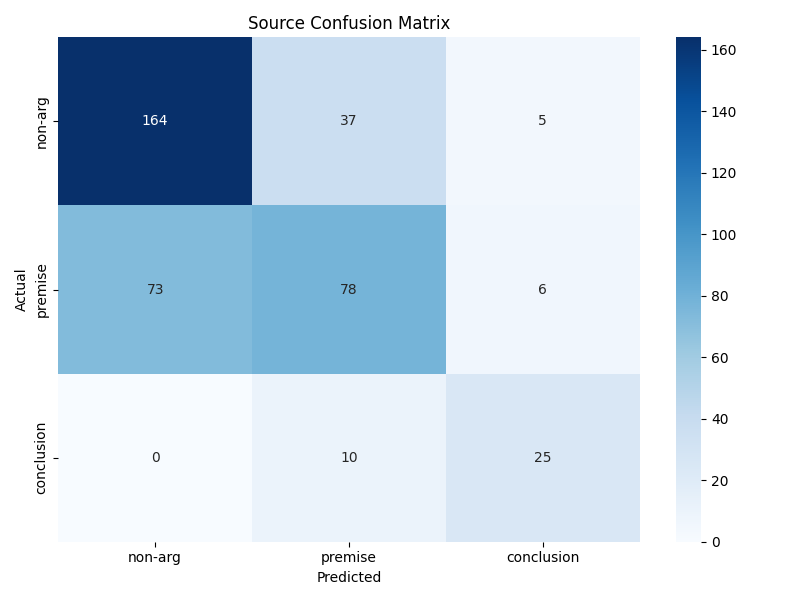 Source Confusion Matrix
Actual
non-arg
164
37
5
premise
73
78
6
conclusion
0
10
25
non-arg
premise
conclusion
Predicted
160
140
120
100
80
60
40
20
0